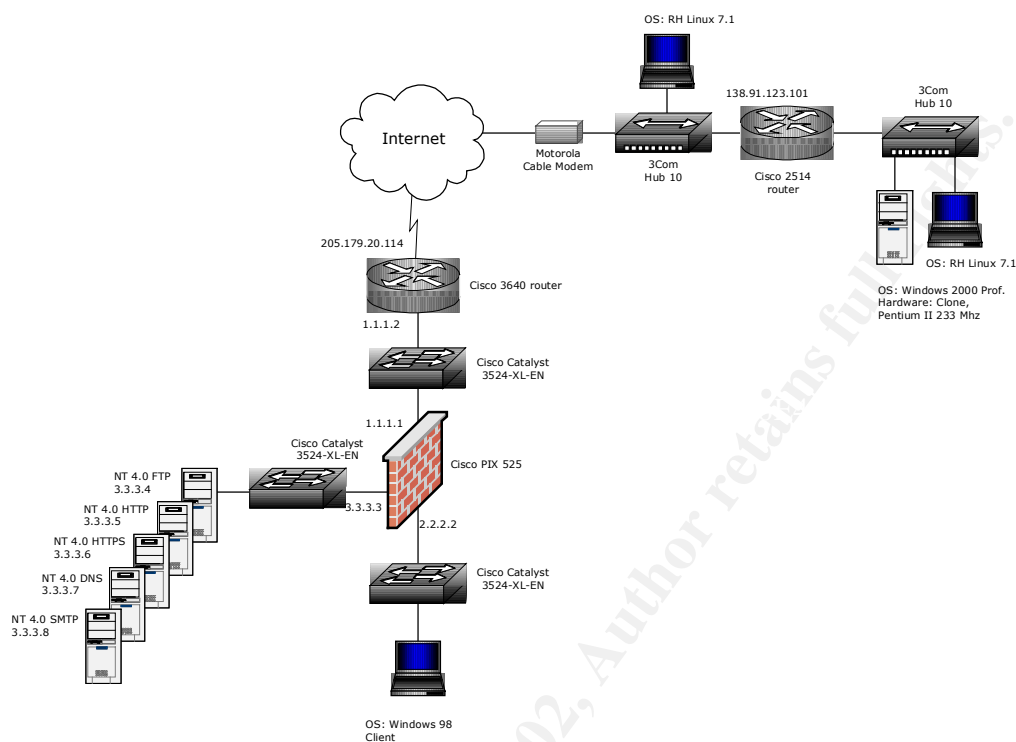 OS: RH Linux 7.1
138.91.123.101
3Com
Hub 10
Internet
Motorola
Cable Modem
3Com
Hub 10
Cisco 2514
router
OS: RH Linux 7.1
OS: Windows 2000 Prof.
Hardware: Clone,
Pentium II 233 Mhz
205.179.20.114
Cisco 3640 router
1.1.1.2
Cisco Catalyst
3524-XL-EN
1.1.1.1
Cisco Catalyst
3524-XL-EN
Cisco PIX 525
NT 4.0 FTP
3.3.3.4
3.3.3.3
NT 4.0 HTTP
3.3.3.5
2.2.2.2
NT 4.0 HTTPS
3.3.3.6
NT 4.0 DNS
3.3.3.7
Cisco Catalyst
3524-XL-EN
NT 4.0 SMTP
3.3.3.8
OS: Windows 98
Client
02, Author retains full rights.